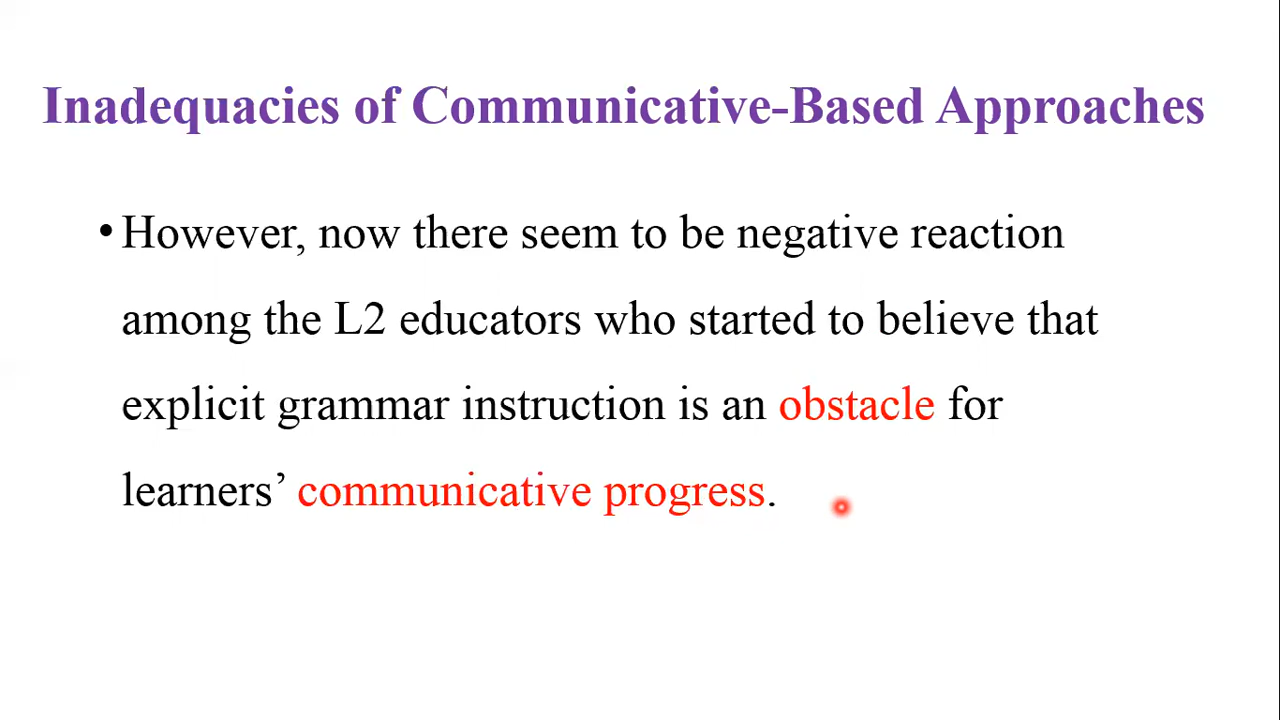 Inadequacies of Communicative-Based Approaches
• However, now there seem to be negative reaction
among the L2 educators who started to believe that
explicit grammar instruction is an obstacle for
learners’ communicative progress.